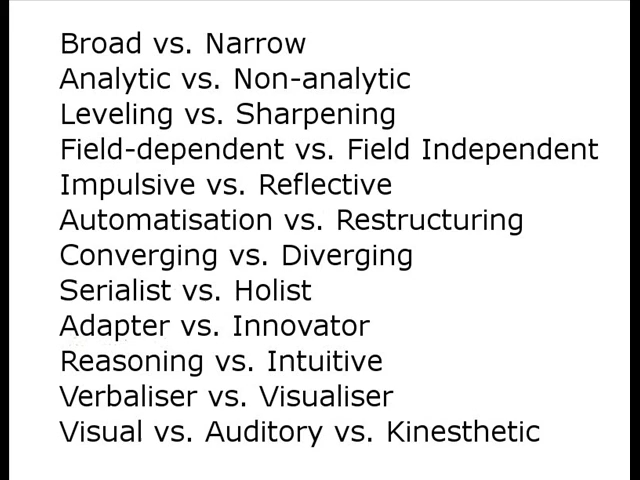 Broad vs. Narrow
Analytic vs. Non-analytic
Leveling vs. Sharpening
Field-dependent vs. Field Independent
Impulsive vs. Reflective
Automatisation vs. Restructuring
Converging vs. Diverging
Serialist vs. Holist
Adapter vs. Innovator
Reasoning vs. Intuitive
Verbaliser vs. Visualiser
Visual vs. Auditory vs. Kinesthetic